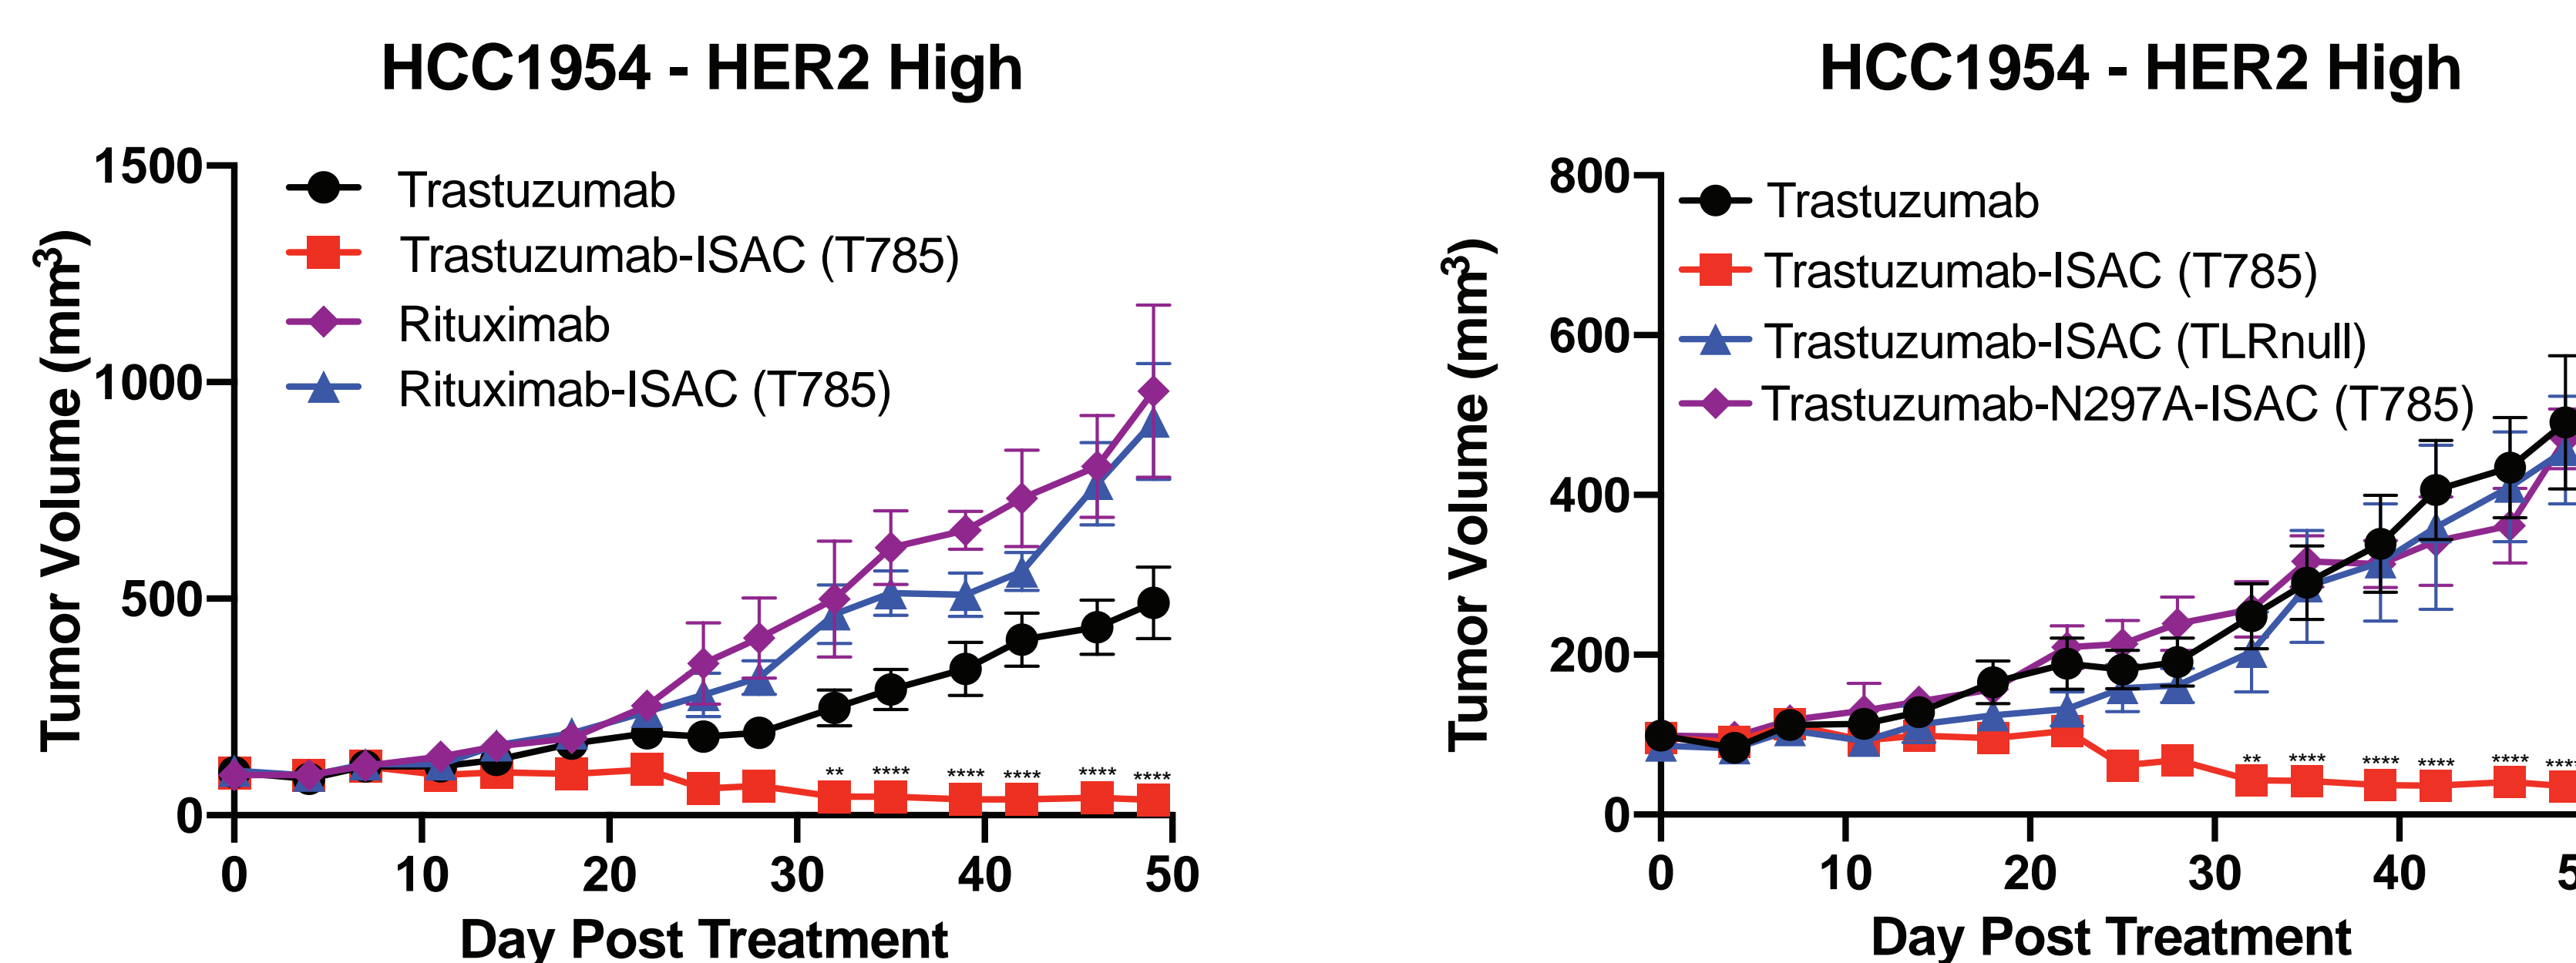 HCC1954 - HER2 High
Tumor Volume (mm³)
1500
1000
500
0
Trastuzumab
Trastuzumab-ISAC (T785)
Rituximab
Rituximab-ISAC (T785)
** **** **** **** **** ****
0 10 20 30 40 50
Day Post Treatment
HCC1954 - HER2 High
Tumor Volume (mm³)
800
600
400
200
0
Trastuzumab
Trastuzumab-ISAC (T785)
Trastuzumab-ISAC (TLRnull)
Trastuzumab-N297A-ISAC (T785)
** **** **** **** **** ****
0 10 20 30 40
Day Post Treatment